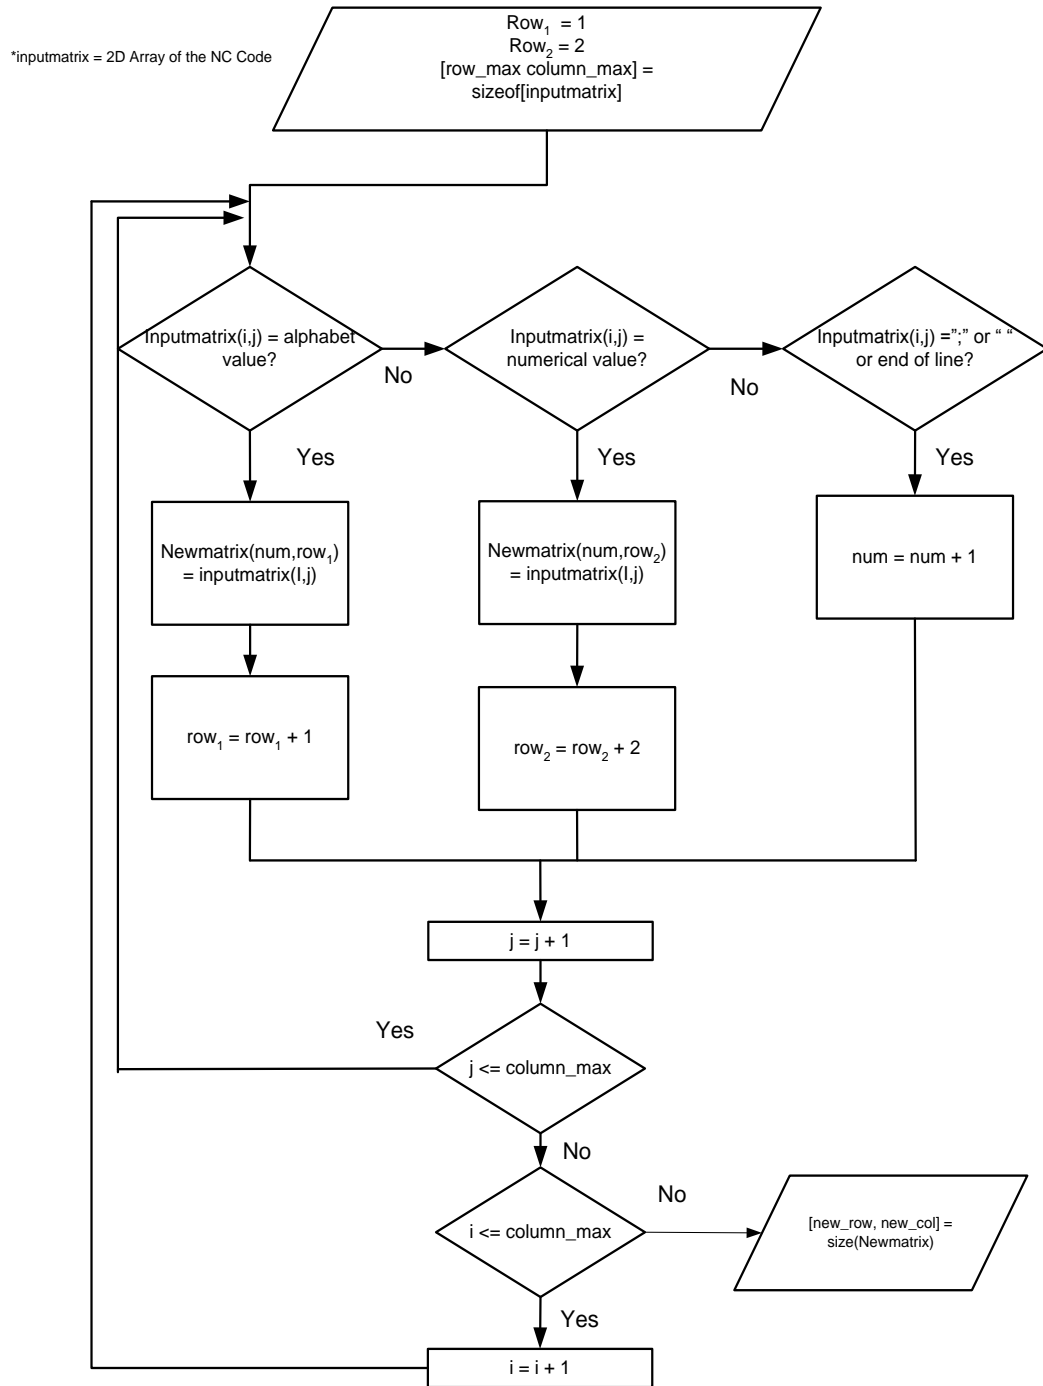 Row₁ = 1
Row₂ = 2
[row_max column_max] =
sizeof[inputmatrix]
*inputmatrix = 2D Array of the NC Code
Inputmatrix(i,j) = alphabet
value?
No
Inputmatrix(i,j) =
numerical value?
No
Inputmatrix(i,j) =";" or " "
or end of line?
Yes
Yes
Yes
Newmatrix(num,row₁)
= inputmatrix(I,j)
Newmatrix(num,row₂)
= inputmatrix(I,j)
num = num + 1
row₁ = row₁ + 1
row₂ = row₂ + 2
j = j + 1
Yes
j <= column_max
No
i <= column_max
No
[new_row, new_col] =
size(Newmatrix)
Yes
i = i + 1